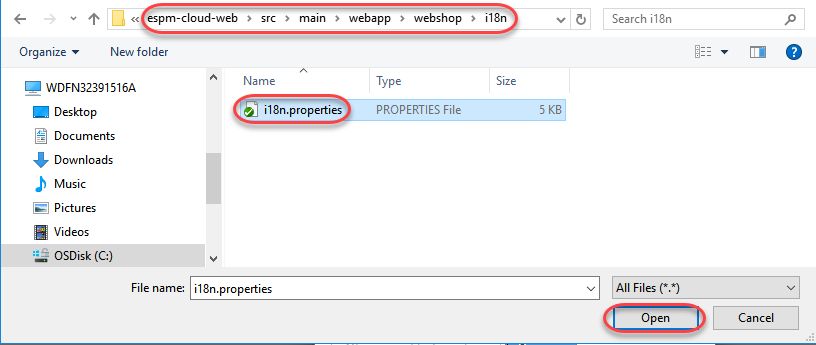 « espm-cloud-web > src > main > webapp > webshop > i18n
Search i18n
Organize New folder
?
Name Type Size
WDFN32391516A
i18n.properties PROPERTIES File 5 KB
Desktop
Documents
Downloads
Music
Pictures
Videos
OSDisk (C:)
File name: i18n.properties All Files (*.*)
Open Cancel